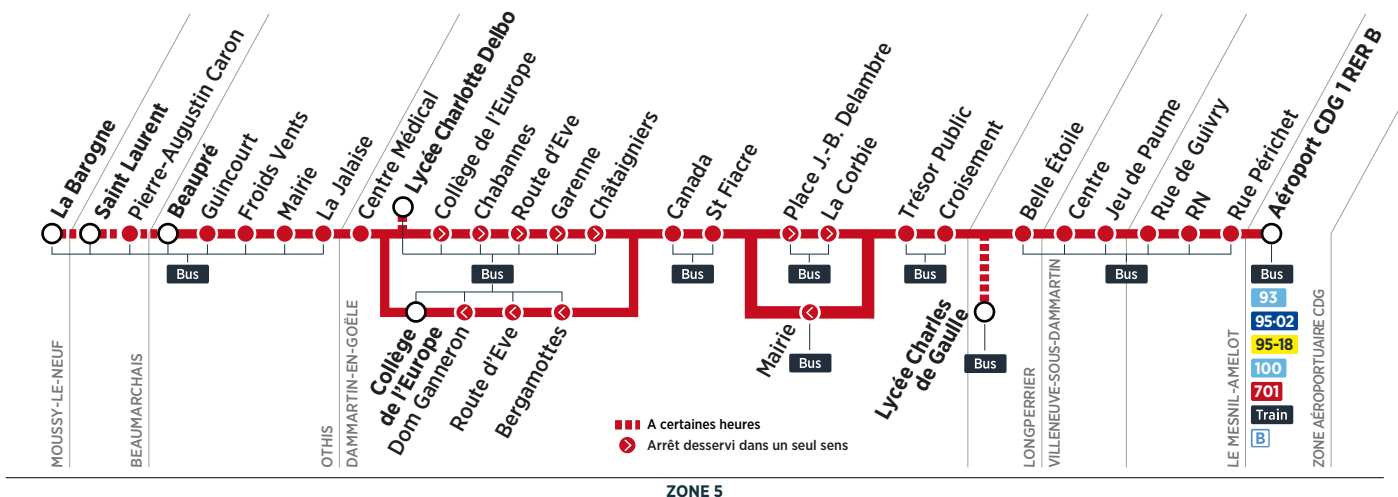 La Barogne
Saint Laurent
Pierre-Augustin Caron
Beaupré
Guincourt
Froids Vents
Mairie
La Jalaise
Centre Médical
Lycée Charlotte Delbo
Collège de l'Europe
Chabannes
Route d'Eve
Garenne
Châtaigniers
Canada
St Fiacre
Place J.-B. Delambre
La Corbie
Trésor Public
Croisement
Belle Étoile
Centre
Jeu de Paume
Rue de Guivry
RN
Rue Périchet
Aéroport CDG 1 RER B
Bus
Bus
Bus
Bus
Bus
Bus
Bus
93
95-02
95-18
100
701
Train
B
Collège
de l'Europe
Dom Ganneron
Route d'Eve
Bergamottes
Mairie
Bus
Lycée Charles
de Gaulle
Bus
MOUSSY-LE-NEUF
BEAUMARCHAIS
OTHIS
DAMMARTIN-EN-GOËLE
LONGPERRIER
VILLENEUVE-SOUS-DAMMARTIN
LE MESNIL-AMELOT
ZONE AÉROPORTUAIRE CDG
A certaines heures
Arrêt desservi dans un seul sens
ZONE 5